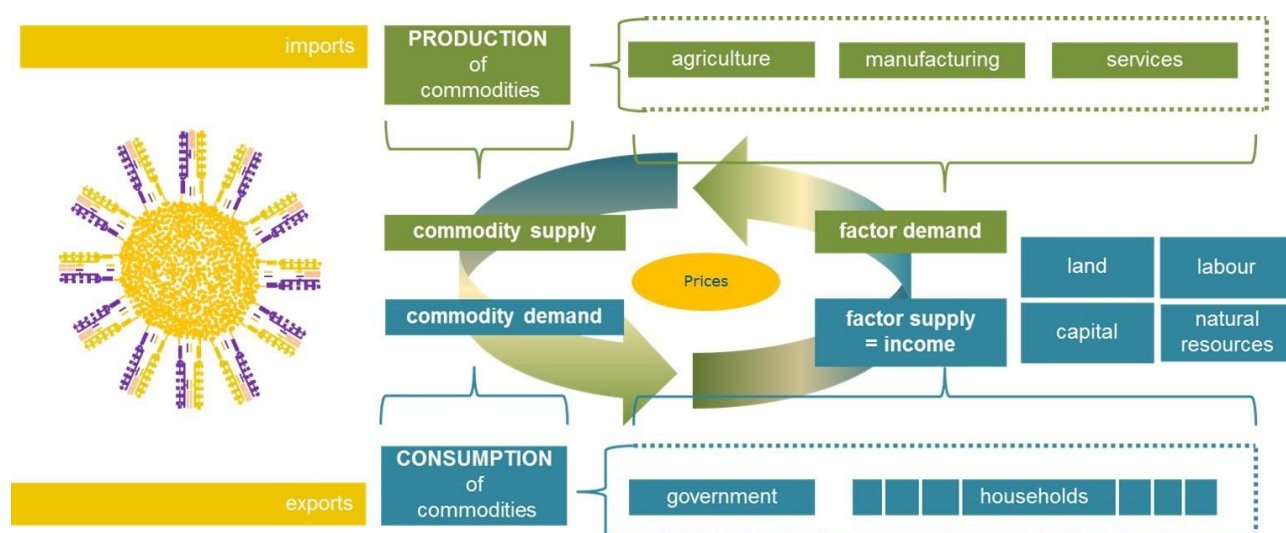 imports
PRODUCTION
of
commodities
agriculture
manufacturing
services
commodity supply
factor demand
Prices
land
labour
commodity demand
factor supply
= income
capital
natural
resources
CONSUMPTION
of
commodities
government
households
exports